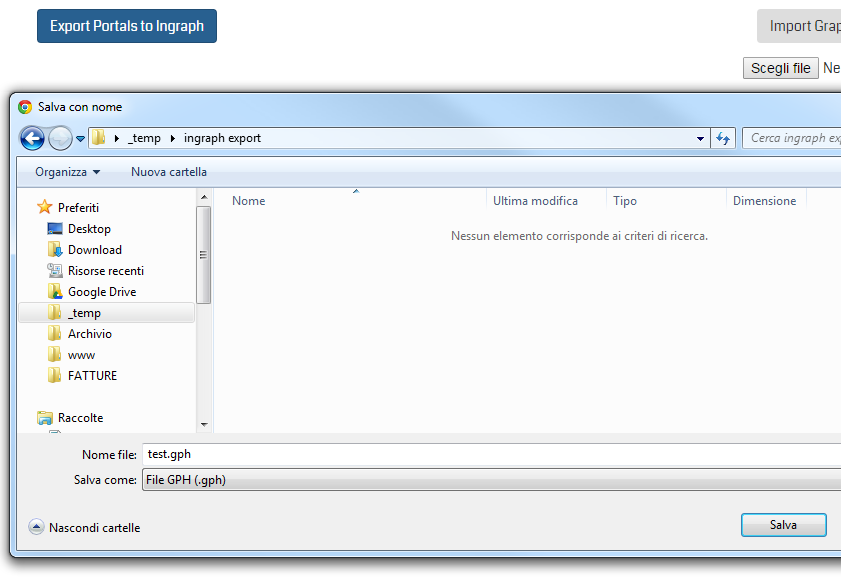 Export Portals to Ingraph
Import Grap
Scegli file Ne
Salva con nome
_temp ingraph export
Cerca ingraph exp
Organizza Nuova cartella
Nome Ultima modifica Tipo Dimensione
Nessun elemento corrisponde ai criteri di ricerca.
Preferiti
Desktop
Download
Risorse recenti
Google Drive
_temp
Archivio
www
FATTURE
Raccolte
Nome file: test.gph
Salva come: File GPH (.gph)
Nascondi cartelle
Salva